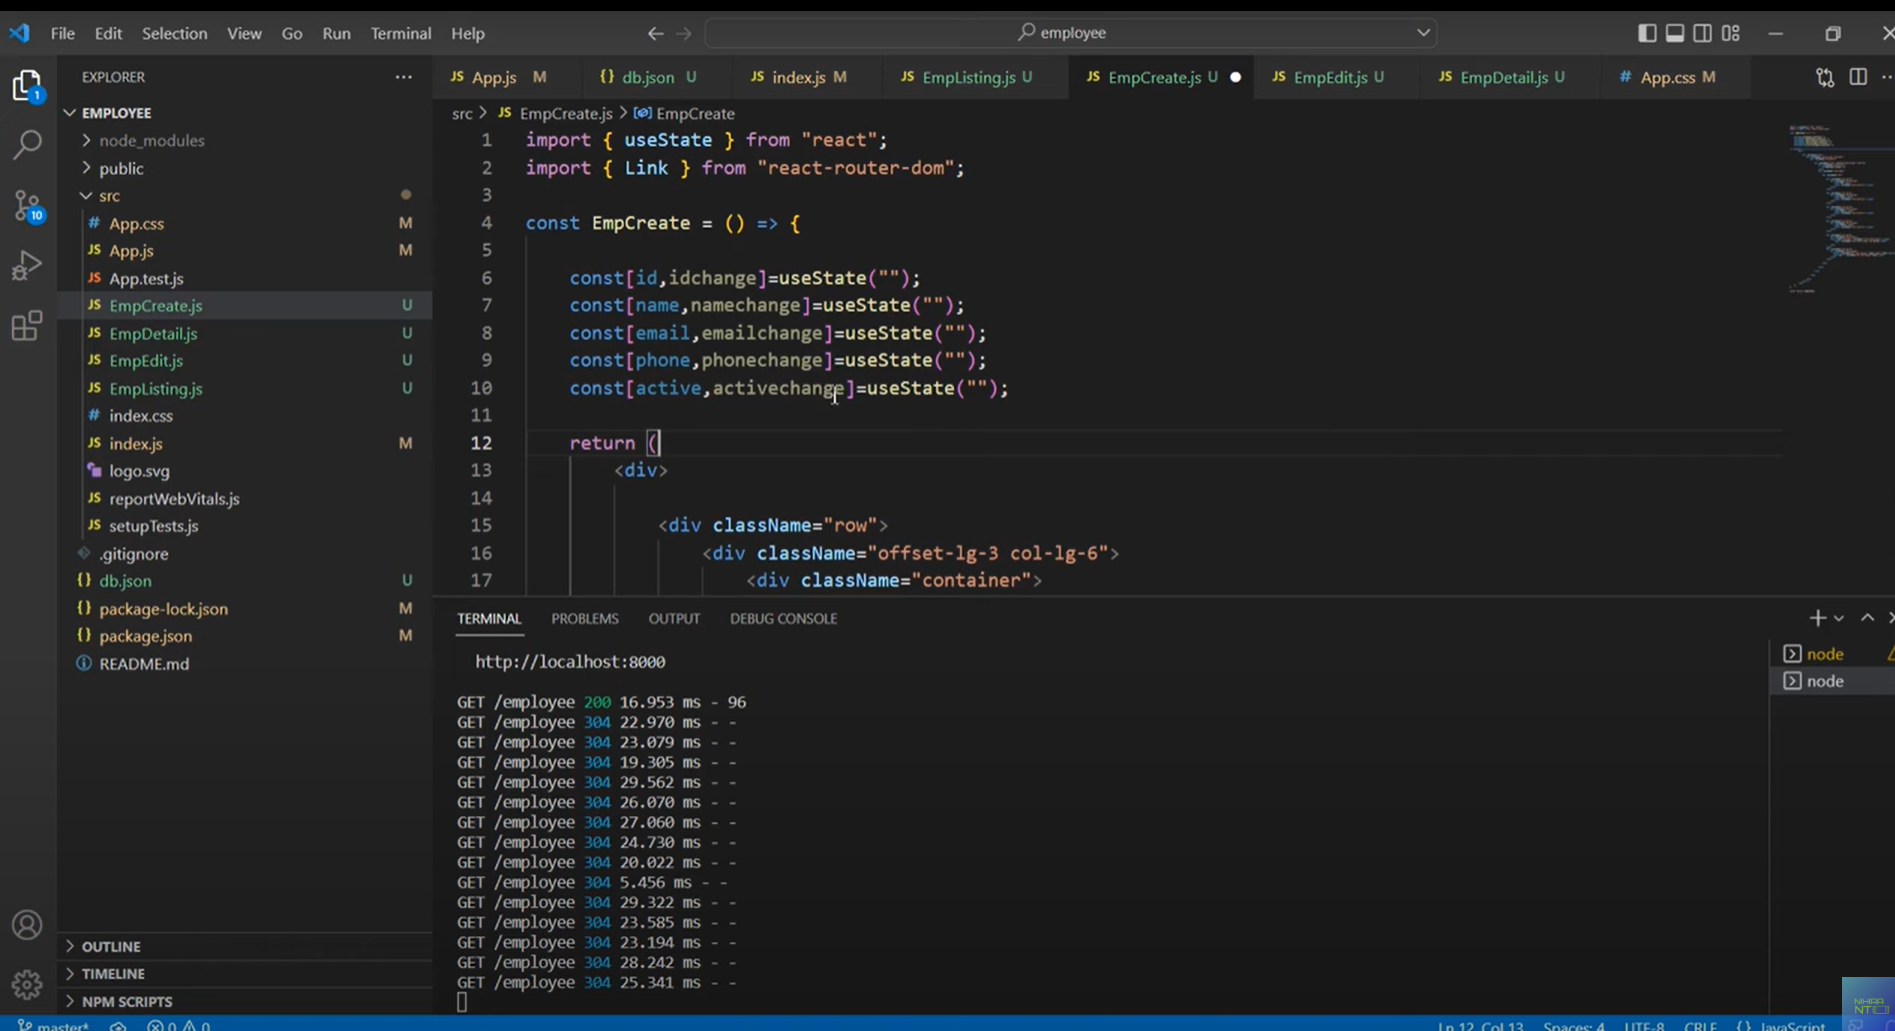 File Edit Selection View Go Run Terminal Help
employee
EXPLORER
JS App.js M
{} db.json U
JS index.js M
JS EmpListing.js U
JS EmpCreate.js U
JS EmpEdit.js U
JS EmpDetail.js U
# App.css M
1
EMPLOYEE
node_modules
public
src
# App.css M
JS App.js M
JS App.test.js
JS EmpCreate.js U
JS EmpDetail.js U
JS EmpEdit.js U
JS EmpListing.js U
# index.css
JS index.js M
logo.svg
JS reportWebVitals.js
JS setupTests.js
.gitignore
{} db.json U
{} package-lock.json M
{} package.json M
README.md
OUTLINE
TIMELINE
NPM SCRIPTS
10
src > JS EmpCreate.js > EmpCreate
1 import { useState } from "react";
2 import { Link } from "react-router-dom";
3
4 const EmpCreate = () => {
5
6 const[id,idchange]=useState("");
7 const[name,namechange]=useState("");
8 const[email,emailchange]=useState("");
9 const[phone,phonechange]=useState("");
10 const[active,activechange]=useState("");
11
12 return (
13 <div>
14
15 <div className="row">
16 <div className="offset-lg-3 col-lg-6">
17 <div className="container">
TERMINAL PROBLEMS OUTPUT DEBUG CONSOLE
http://localhost:8000
GET /employee 200 16.953 ms - 96
GET /employee 304 22.970 ms - -
GET /employee 304 23.079 ms - -
GET /employee 304 19.305 ms - -
GET /employee 304 29.562 ms - -
GET /employee 304 26.070 ms - -
GET /employee 304 27.060 ms - -
GET /employee 304 24.730 ms - -
GET /employee 304 20.022 ms - -
GET /employee 304 5.456 ms - -
GET /employee 304 29.322 ms - -
GET /employee 304 23.585 ms - -
GET /employee 304 23.194 ms - -
GET /employee 304 28.242 ms - -
GET /employee 304 25.341 ms - -
node
node
master* 0 0
Ln 12, Col 13 Spaces: 4 UTF-8 CRLF {} JavaScript